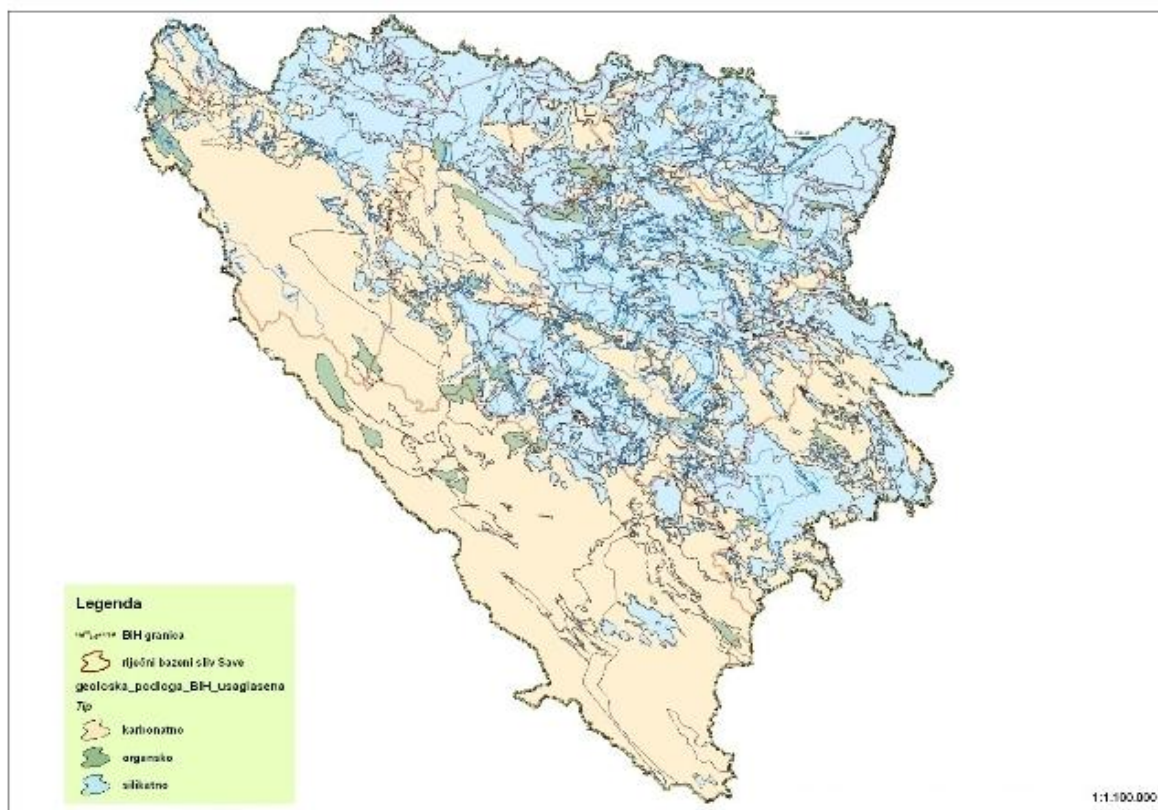 Legenda
BIH granica
riječni bazeni sliv Save
geoloska_podloga_BIH_usaglasena
Tip
karbonatno
organsko
silikatno
1:1.100.000